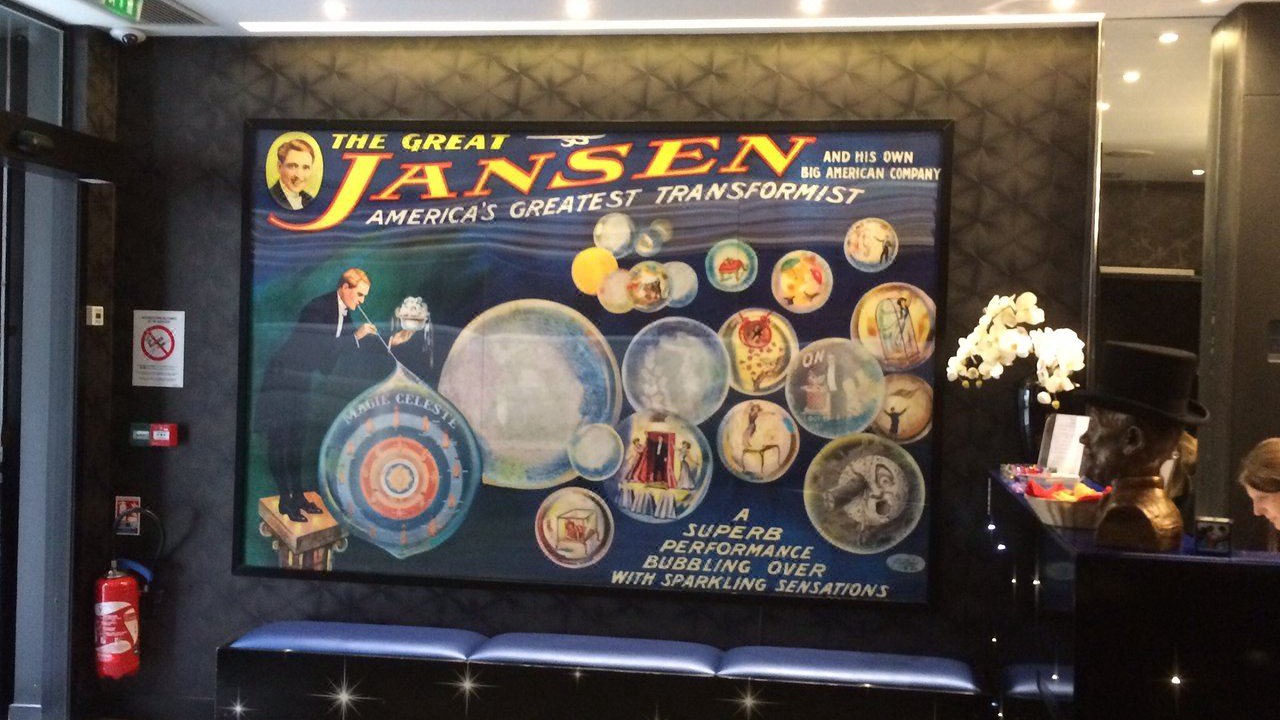 THE GREAT
JANSEN
AND HIS OWN
BIG AMERICAN COMPANY
AMERICA'S GREATEST TRANSFORMIST
MAGIE CELESTE
ON
A
SUPERB
PERFORMANCE
BUBBLING OVER
WITH SPARKLING SENSATIONS